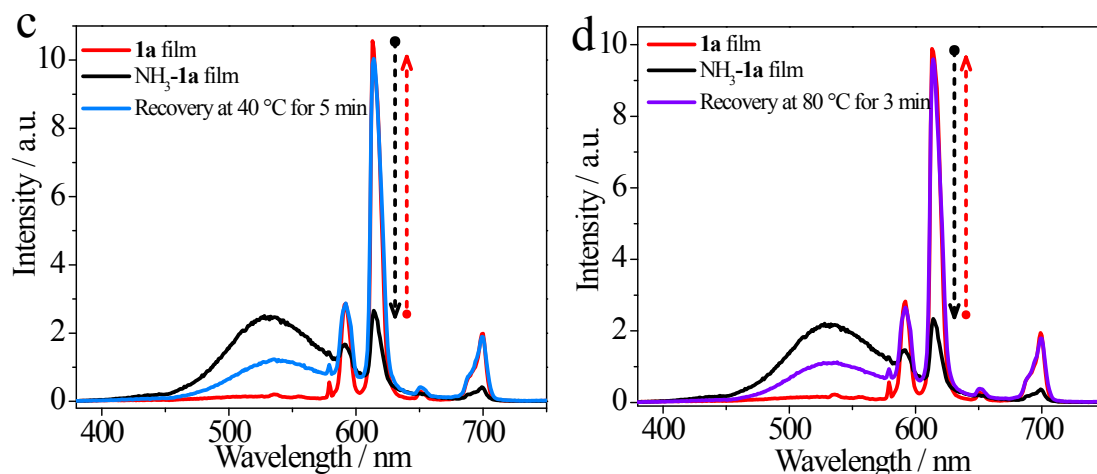 c
10
8
6
4
2
0
Intensity / a.u.
1a film
NH3-1a film
Recovery at 40 °C for 5 min
400 500 600 700
Wavelength / nm
d
10
8
6
4
2
0
Intensity / a.u.
1a film
NH3-1a film
Recovery at 80 °C for 3 min
400 500 600 700
Wavelength / nm